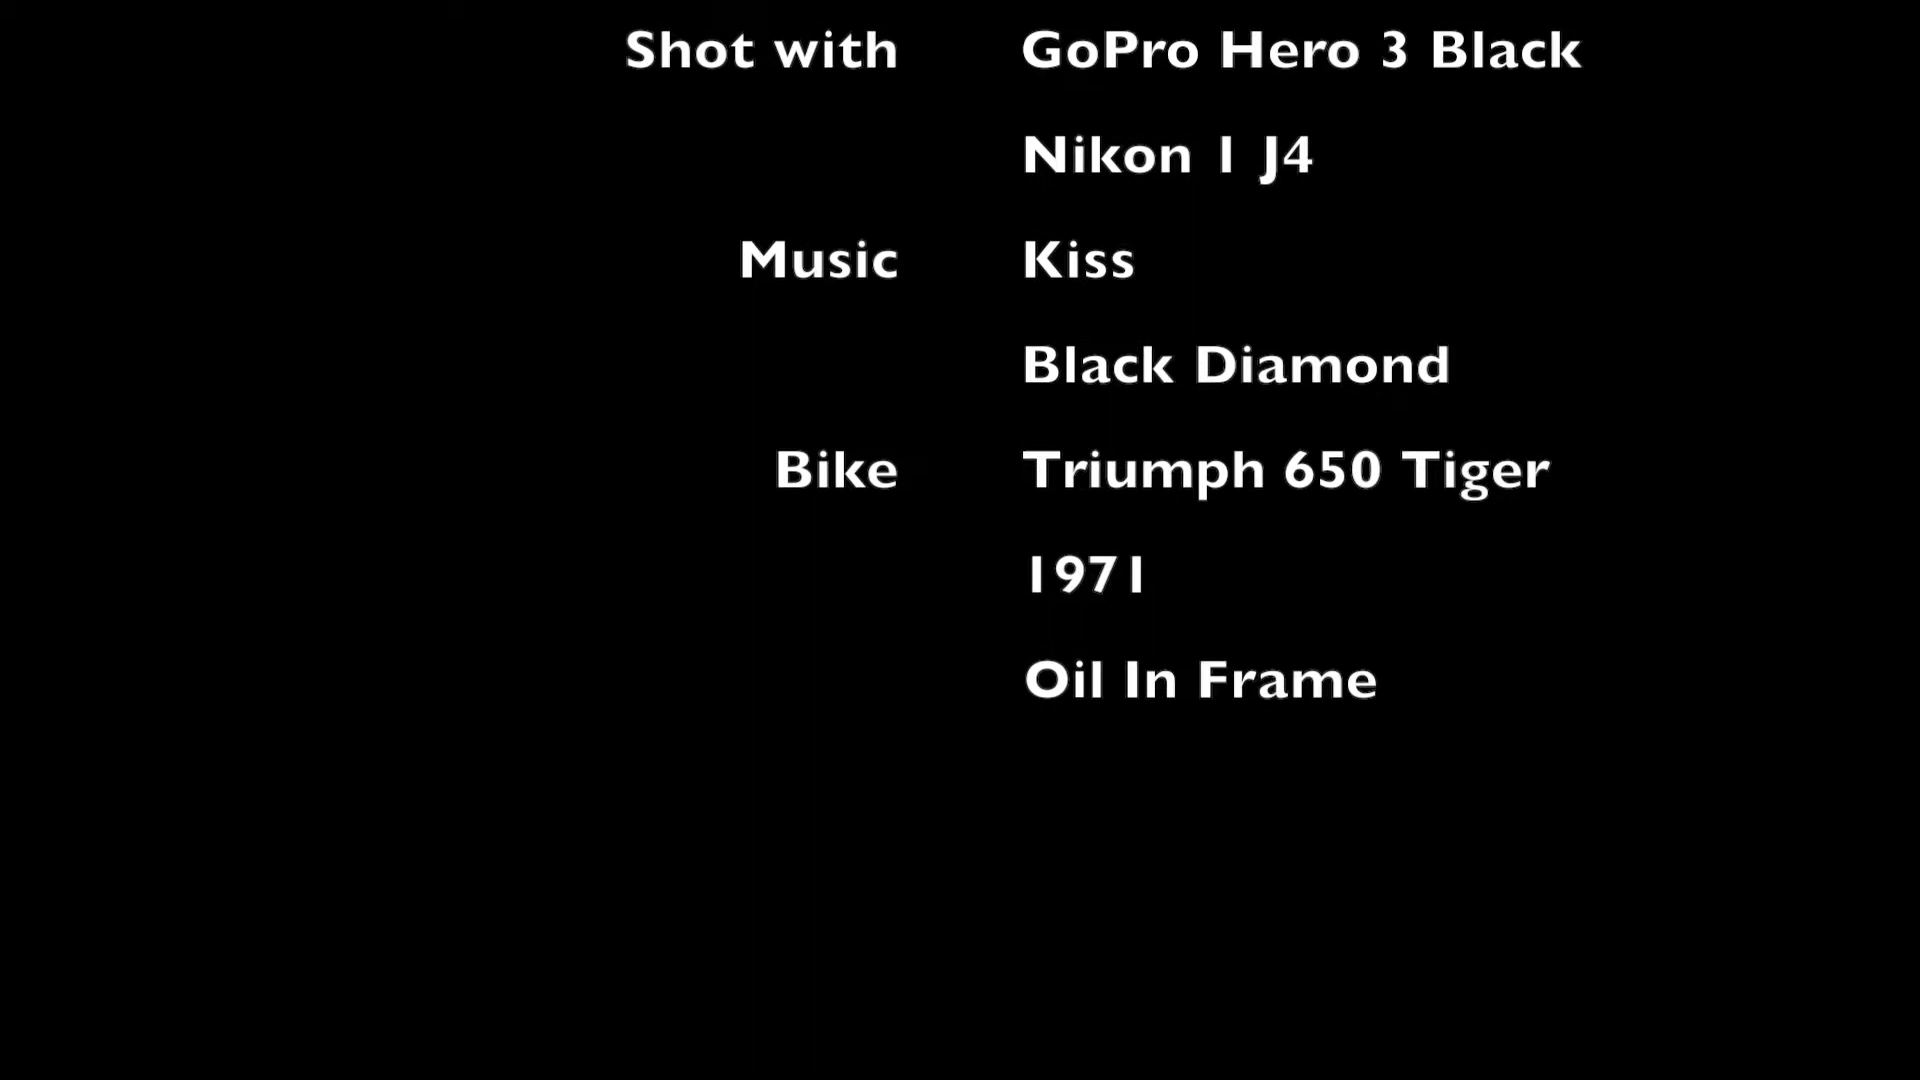 Shot with GoPro Hero 3 Black
Nikon 1 J4
Music Kiss
Black Diamond
Bike Triumph 650 Tiger
1971
Oil In Frame